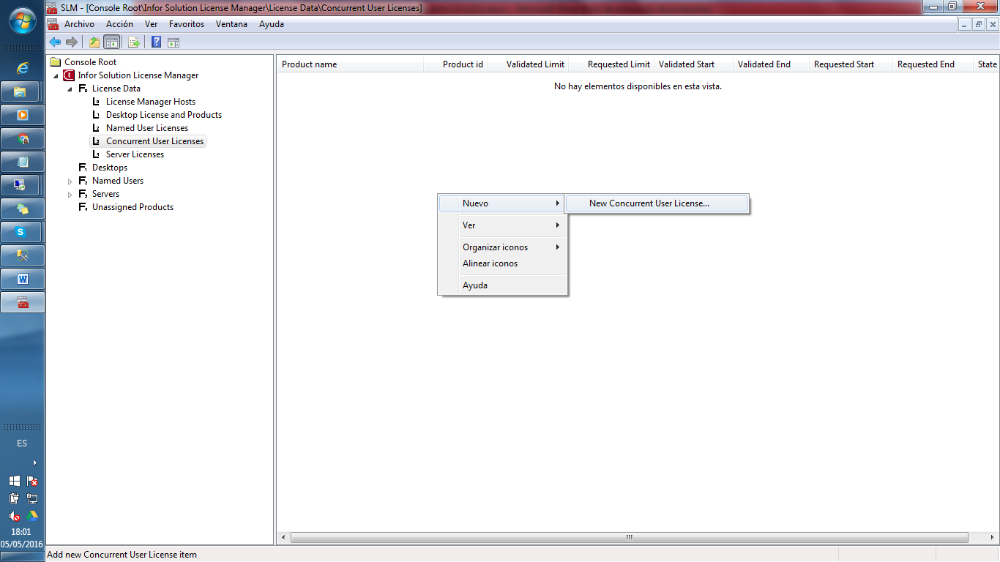 SLM - [Console Root\Infor Solution License Manager\License Data\Concurrent User Licenses]
Archivo Acción Ver Favoritos Ventana Ayuda
Console Root
Infor Solution License Manager
License Data
License Manager Hosts
Desktop License and Products
Named User Licenses
Concurrent User Licenses
Server Licenses
Desktops
Named Users
Servers
Unassigned Products
Product name Product id Validated Limit Requested Limit Validated Start Validated End Requested Start Requested End State
No hay elementos disponibles en esta vista.
Nuevo
New Concurrent User License...
Ver
Organizar iconos
Alinear iconos
Ayuda
ES
18:01
05/05/2016
Add new Concurrent User License item